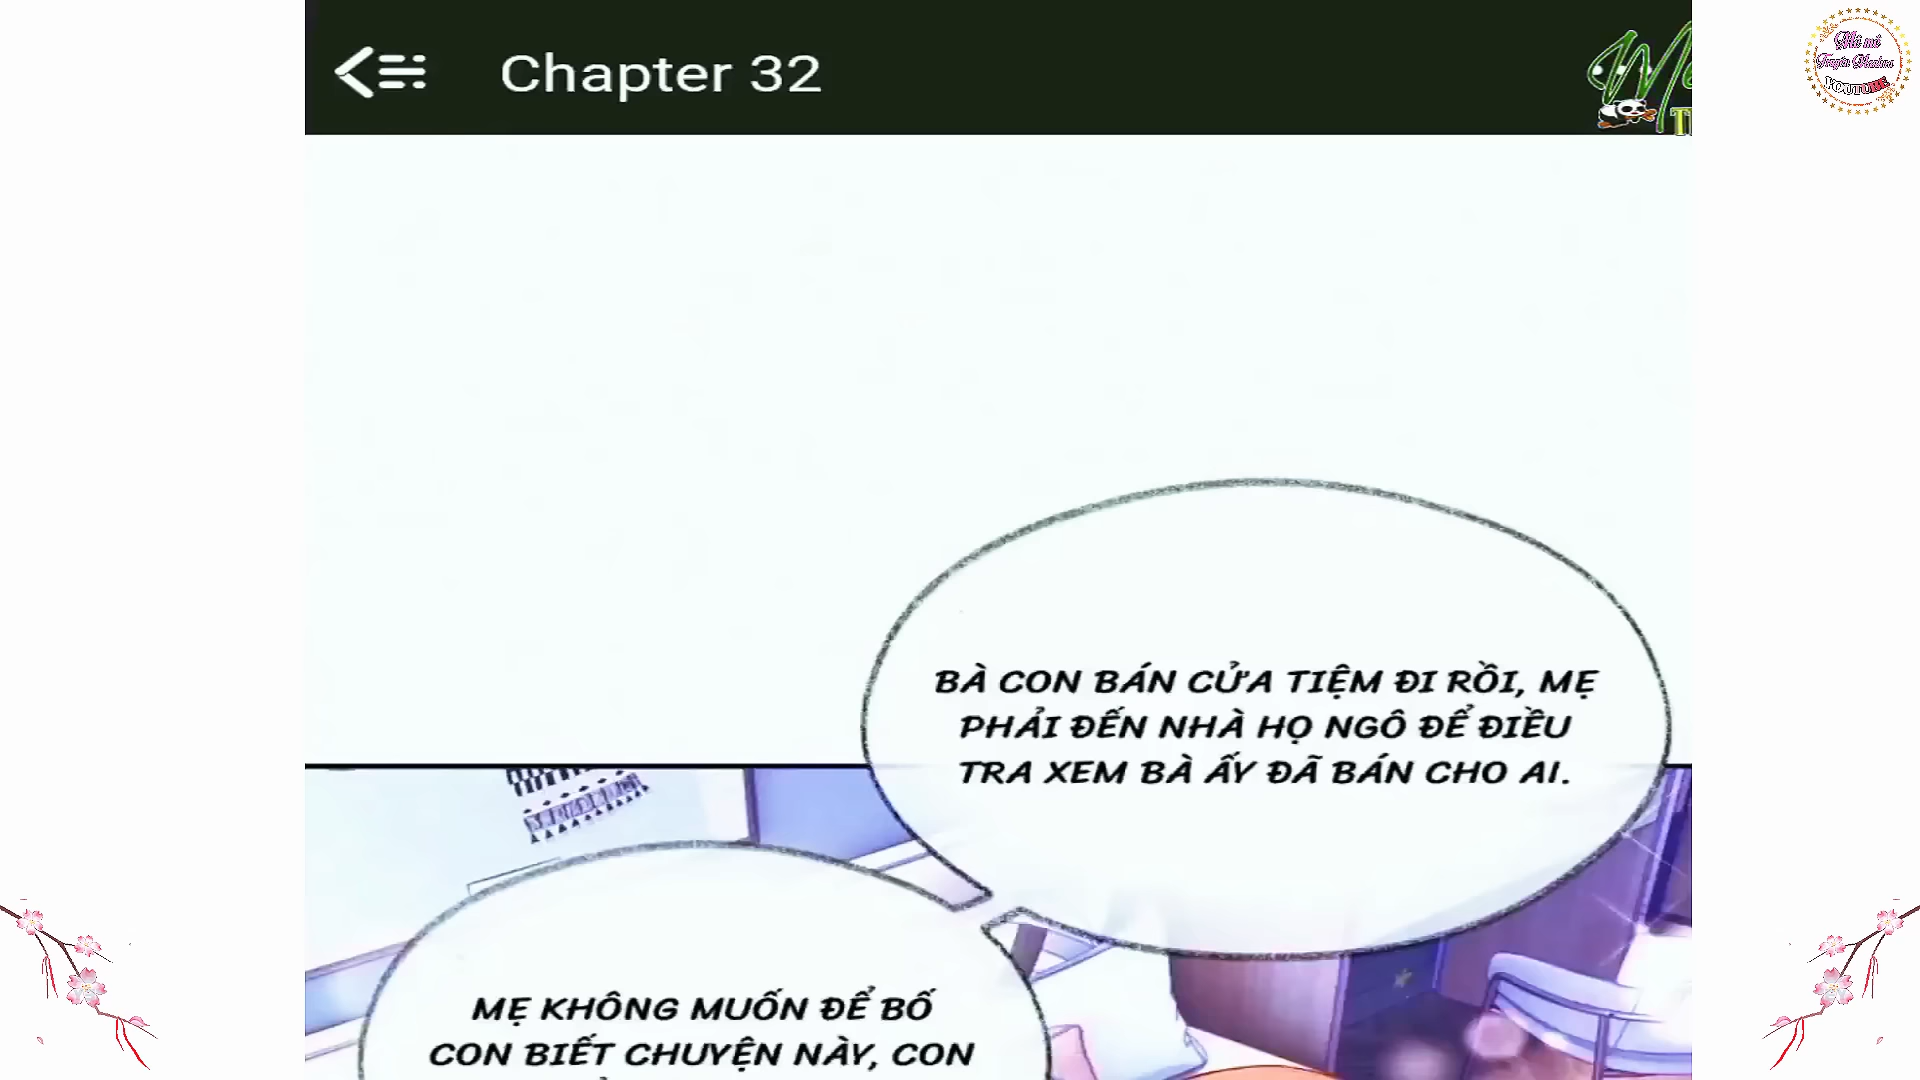 Chapter 32
YOUTUBE
BÀ CON BÁN CỬA TIỆM ĐI RỒI, MẸ
PHẢI ĐẾN NHÀ HỌ NGÔ ĐỂ ĐIỀU
TRA XEM BÀ ẤY ĐÃ BÁN CHO AI.
MẸ KHÔNG MUỐN ĐỂ BỐ
CON BIẾT CHUYỆN NÀY, CON